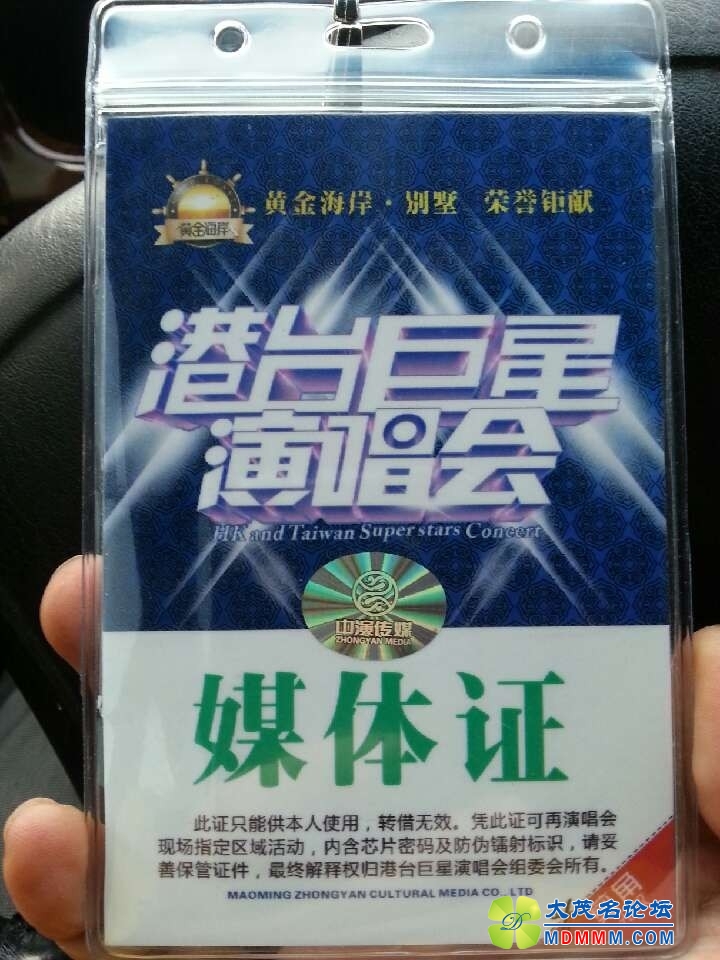 黄金海岸
黄金海岸·别墅 荣誉钜献
港台巨星
演唱会
HK and Taiwan Superstars Concert
中演传媒
ZHONGYAN MEDIA
媒体证
此证只能供本人使用，转借无效。凭此证可再演唱会
现场指定区域活动，内含芯片密码及防伪镭射标识，请妥
善保管证件，最终解释权归港台巨星演唱会组委会所有。
MAOMING ZHONGYAN CULTURAL MEDIA CO., LTD
大茂名论坛
MDMMM.COM